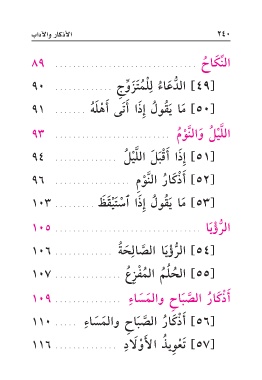 ٢٤٠ الأذكار والآداب
النِّكَاحُ ٨٩
[٤٩] الدُّعَاءُ لِلْمُتَزَوِّجِ ٩٠
[٥٠] مَا يَقُولُ إِذَا أَتَى أَهْلَهُ ٩١
اللَّيْلُ وَالنَّوْمُ ٩٣
[٥١] إِذَا أَقْبَلَ اللَّيْلُ ٩٤
[٥٢] أَذْكَارُ النَّوْمِ ٩٦
[٥٣] مَا يَقُولُ إِذَا ٱسْتَيْقَظَ ١٠٣
الرُّؤْيَا ١٠٥
[٥٤] الرُّؤْيَا الصَّالِحَةُ ١٠٦
[٥٥] الحُلُمُ المُفْزِعُ ١٠٧
أَذْكَارُ الصَّبَاحِ والمَسَاءِ ١٠٩
[٥٦] أَذْكَارُ الصَّبَاحِ والمَسَاءِ ١١٠
[٥٧] تَعْوِيذُ الأَوْلَادِ ١١٦